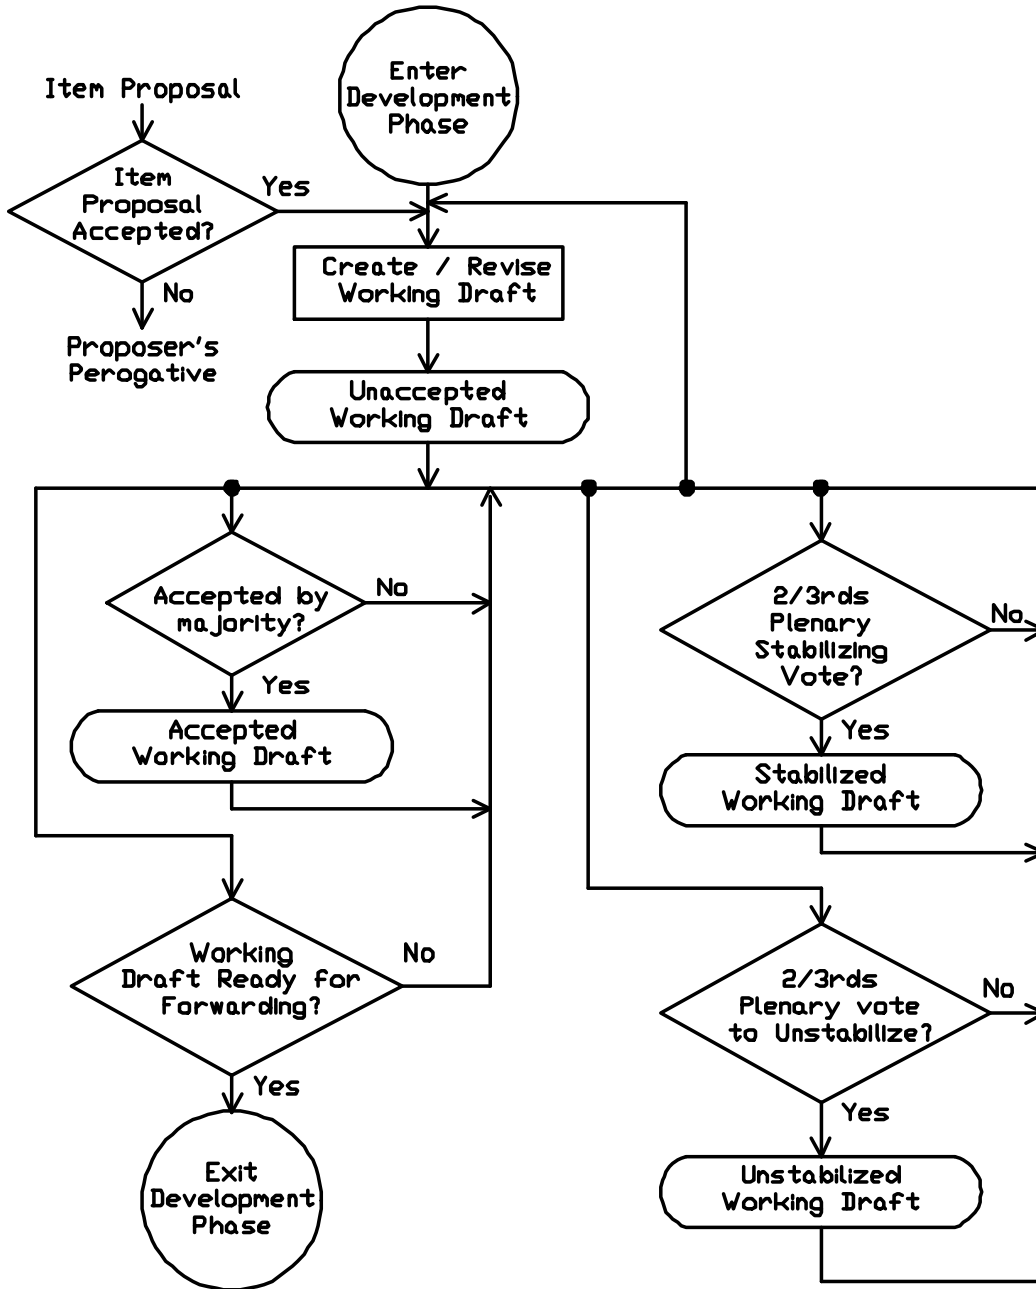 Enter
Development
Phase
Item Proposal
Item
Proposal
Accepted?
Yes
No
Proposer's
Perogative
Create / Revise
Working Draft
Unaccepted
Working Draft
Accepted by
majority?
No
Yes
Accepted
Working Draft
2/3rds
Plenary
Stabilizing
Vote?
No
Yes
Stabilized
Working Draft
Working
Draft Ready for
Forwarding?
No
Yes
Exit
Development
Phase
2/3rds
Plenary vote
to Unstabilize?
No
Yes
Unstabilized
Working Draft